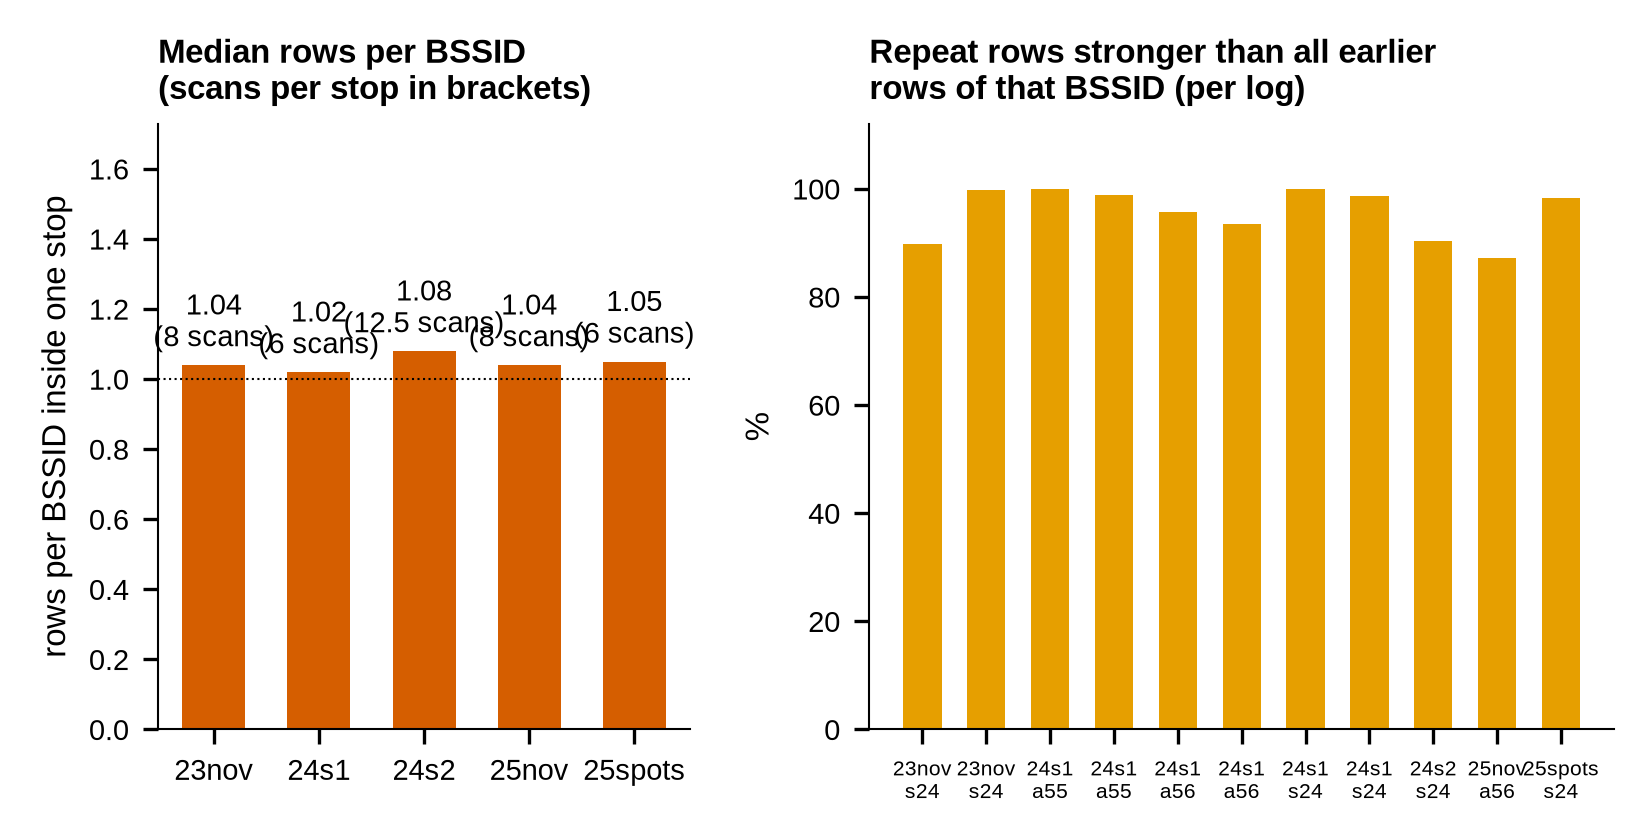 Median rows per BSSID
(scans per stop in brackets)
rows per BSSID inside one stop
1.6
1.4
1.2
1.0
0.8
0.6
0.4
0.2
0.0
1.04
(8 scans)
1.02
(6 scans)
1.08
(12.5 scans)
1.04
(8 scans)
1.05
(6 scans)
23nov
24s1
24s2
25nov
25spots
Repeat rows stronger than all earlier
rows of that BSSID (per log)
%
100
80
60
40
20
0
23nov
s24
23nov
s24
24s1
a55
24s1
a55
24s1
a56
24s1
a56
24s1
s24
24s1
s24
24s2
s24
25nov
a56
25spots
s24